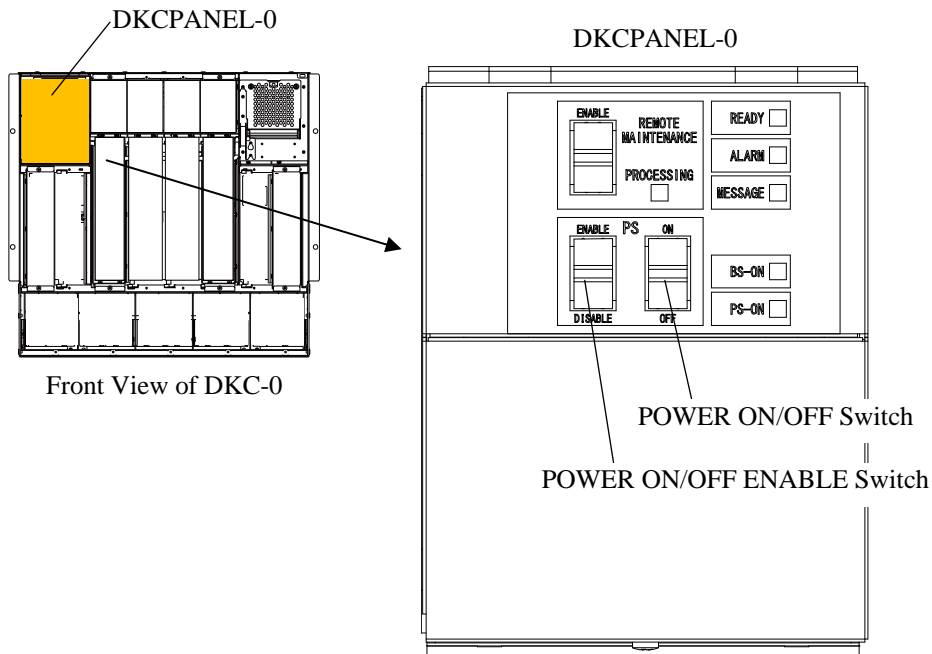 DKCPANEL-0
Front View of DKC-0
DKCPANEL-0
ENABLE
REMOTE
MAINTENANCE
PROCESSING
READY
ALARM
MESSAGE
ENABLE PS ON
DISABLE OFF
BS-ON
PS-ON
POWER ON/OFF Switch
POWER ON/OFF ENABLE Switch